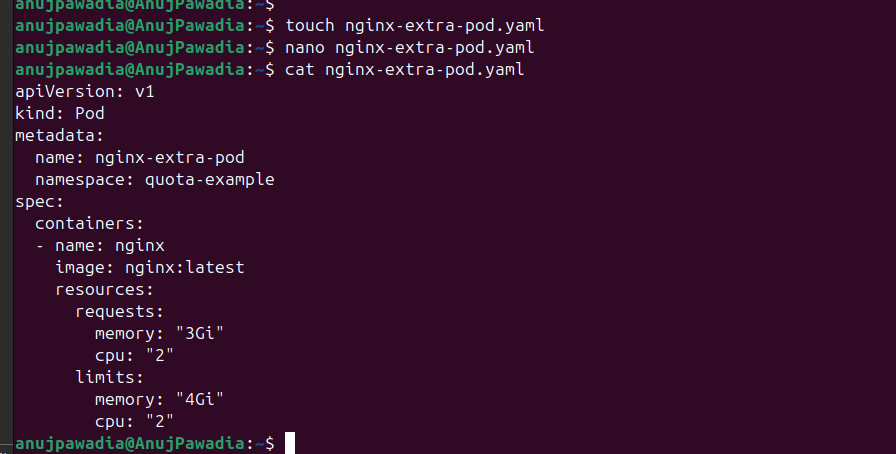 anujpawadia@AnujPawadia:~$
anujpawadia@AnujPawadia:~$ touch nginx-extra-pod.yaml
anujpawadia@AnujPawadia:~$ nano nginx-extra-pod.yaml
anujpawadia@AnujPawadia:~$ cat nginx-extra-pod.yaml
apiVersion: v1
kind: Pod
metadata:
  name: nginx-extra-pod
  namespace: quota-example
spec:
  containers:
  - name: nginx
    image: nginx:latest
    resources:
      requests:
        memory: "3Gi"
        cpu: "2"
      limits:
        memory: "4Gi"
        cpu: "2"
anujpawadia@AnujPawadia:~$